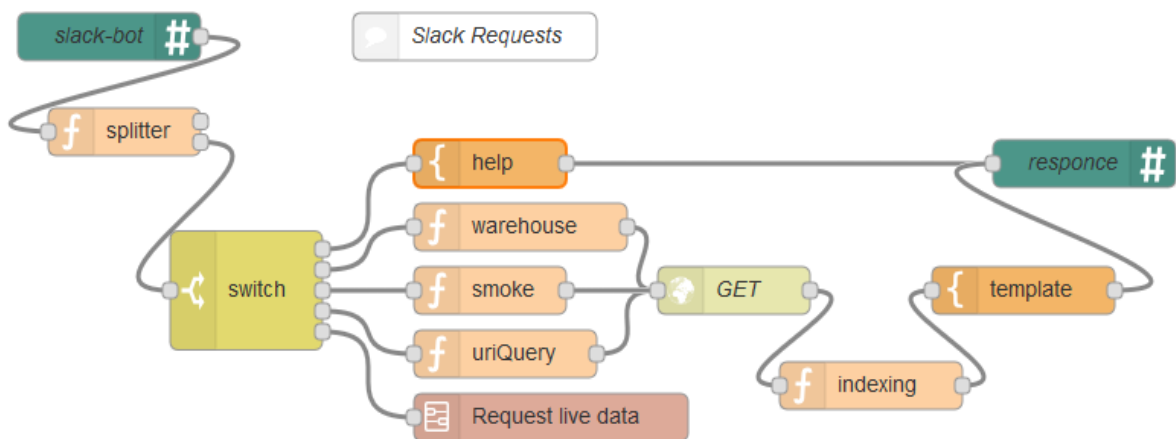 slack-bot #
Slack Requests
f splitter
{ help
responce #
f warehouse
switch
f smoke
GET
{ template
f uriQuery
f indexing
Request live data